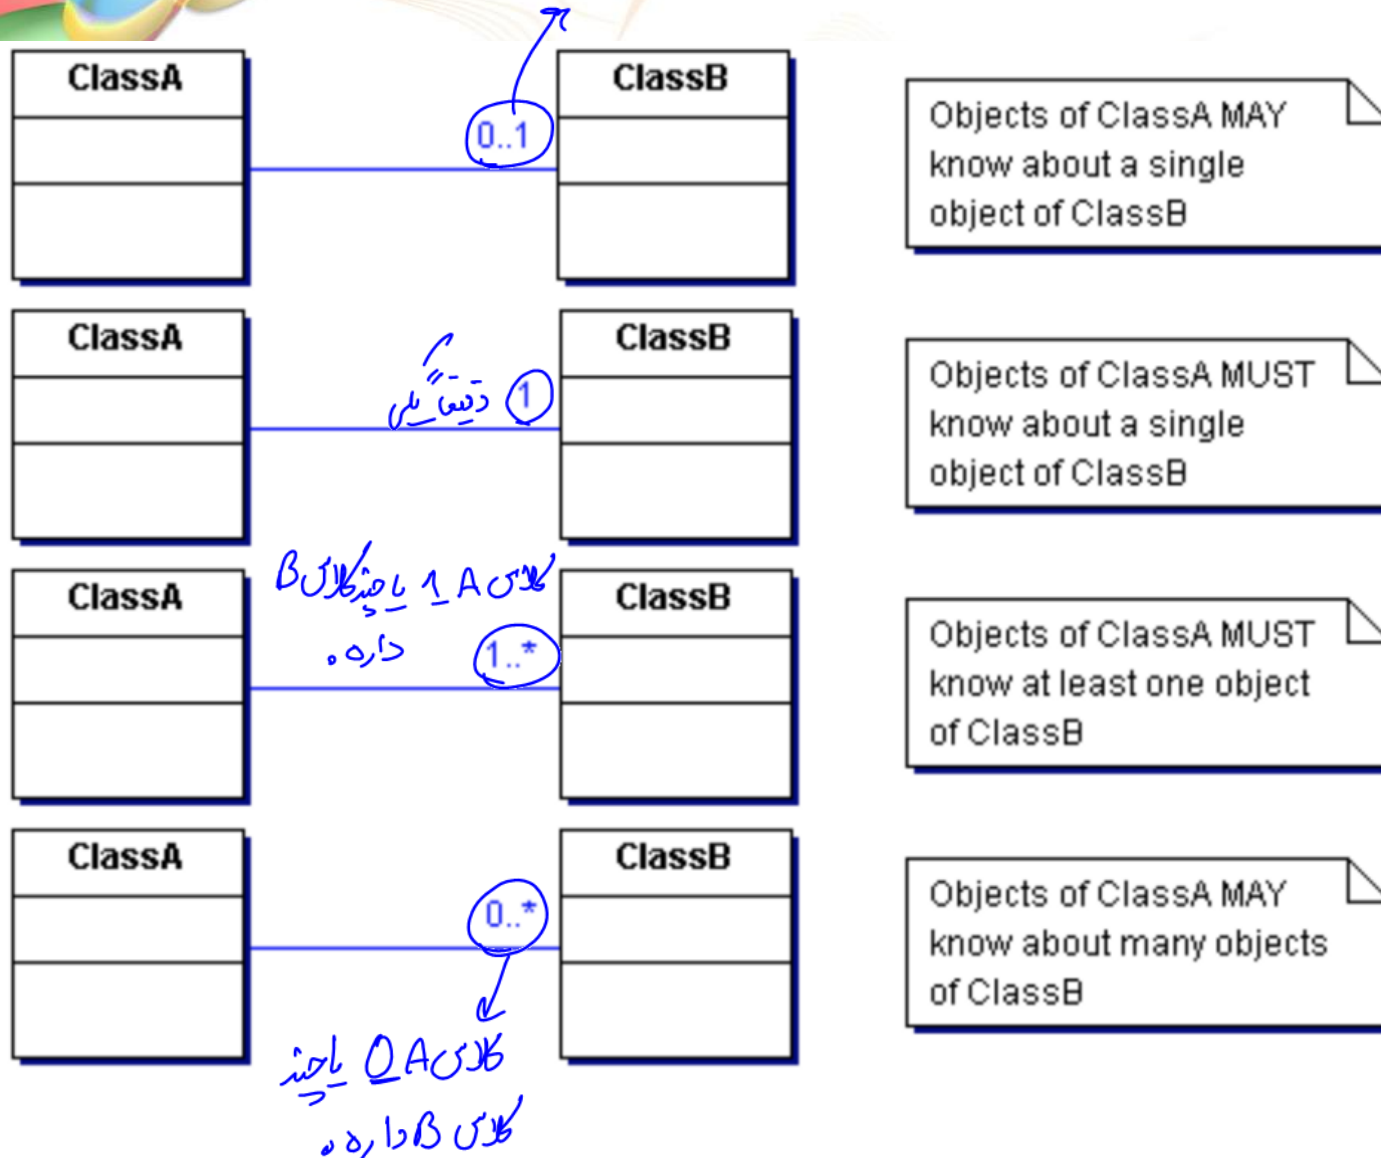 ClassA
ClassB
0..1
Objects of ClassA MAY
know about a single
object of ClassB
ClassA
ClassB
دقیقا یکی
1
Objects of ClassA MUST
know about a single
object of ClassB
ClassA
ClassB
کلاس A 1 یا چند کلاس B
داره.
1..*
Objects of ClassA MUST
know at least one object
of ClassB
ClassA
ClassB
0..*
Objects of ClassA MAY
know about many objects
of ClassB
کلاس A 0 یا چند
کلاس B داره.